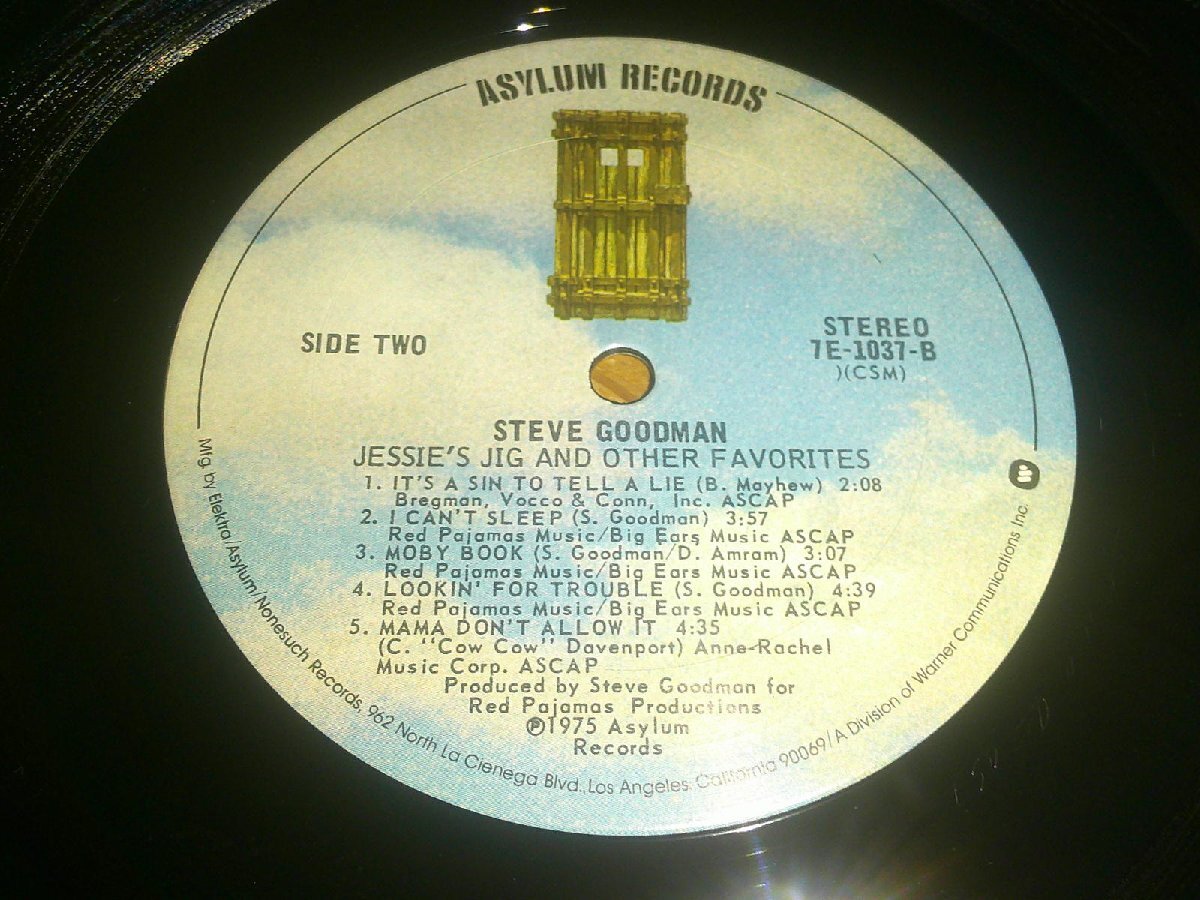 ASYLUM RECORDS
SIDE TWO
STEREO
7E-1037-B
)(CSM)
STEVE GOODMAN
JESSIE'S JIG AND OTHER FAVORITES
1. IT'S A SIN TO TELL A LIE (B. Mayhew) 2:08
Bregman, Vocco & Conn, Inc. ASCAP
2. I CAN'T SLEEP (S. Goodman) 3:57
Red Pajamas Music/Big Ears Music ASCAP
3. MOBY BOOK (S. Goodman/D. Amram) 3:07
Red Pajamas Music/Big Ears Music ASCAP
4. LOOKIN' FOR TROUBLE (S. Goodman) 4:39
Red Pajamas Music/Big Ears Music ASCAP
5. MAMA DON'T ALLOW IT 4:35
(C. "Cow Cow" Davenport) Anne-Rachel
Music Corp. ASCAP
Produced by Steve Goodman for
Red Pajamas Productions
℗1975 Asylum
Records
Mfg. by Elektra/Asylum/Nonesuch Records, 962 North La Cienega Blvd., Los Angeles, California 90069/A Division of Warner Communications Inc.